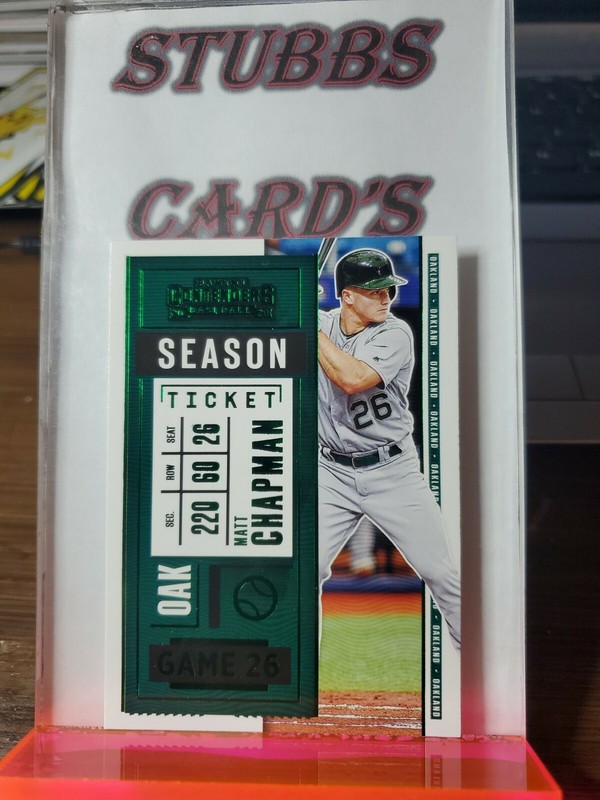 STUBBS
CARD'S
CONTENDERS
BASEBALL
SEASON
TICKET
SEC. ROW SEAT
220 60 26
MATT
CHAPMAN
OAK
GAME 26
26
OAKLAND • OAKLAND • OAKLAND • OAKLAND • OAKLAND
OAKLAND • OAKLAND